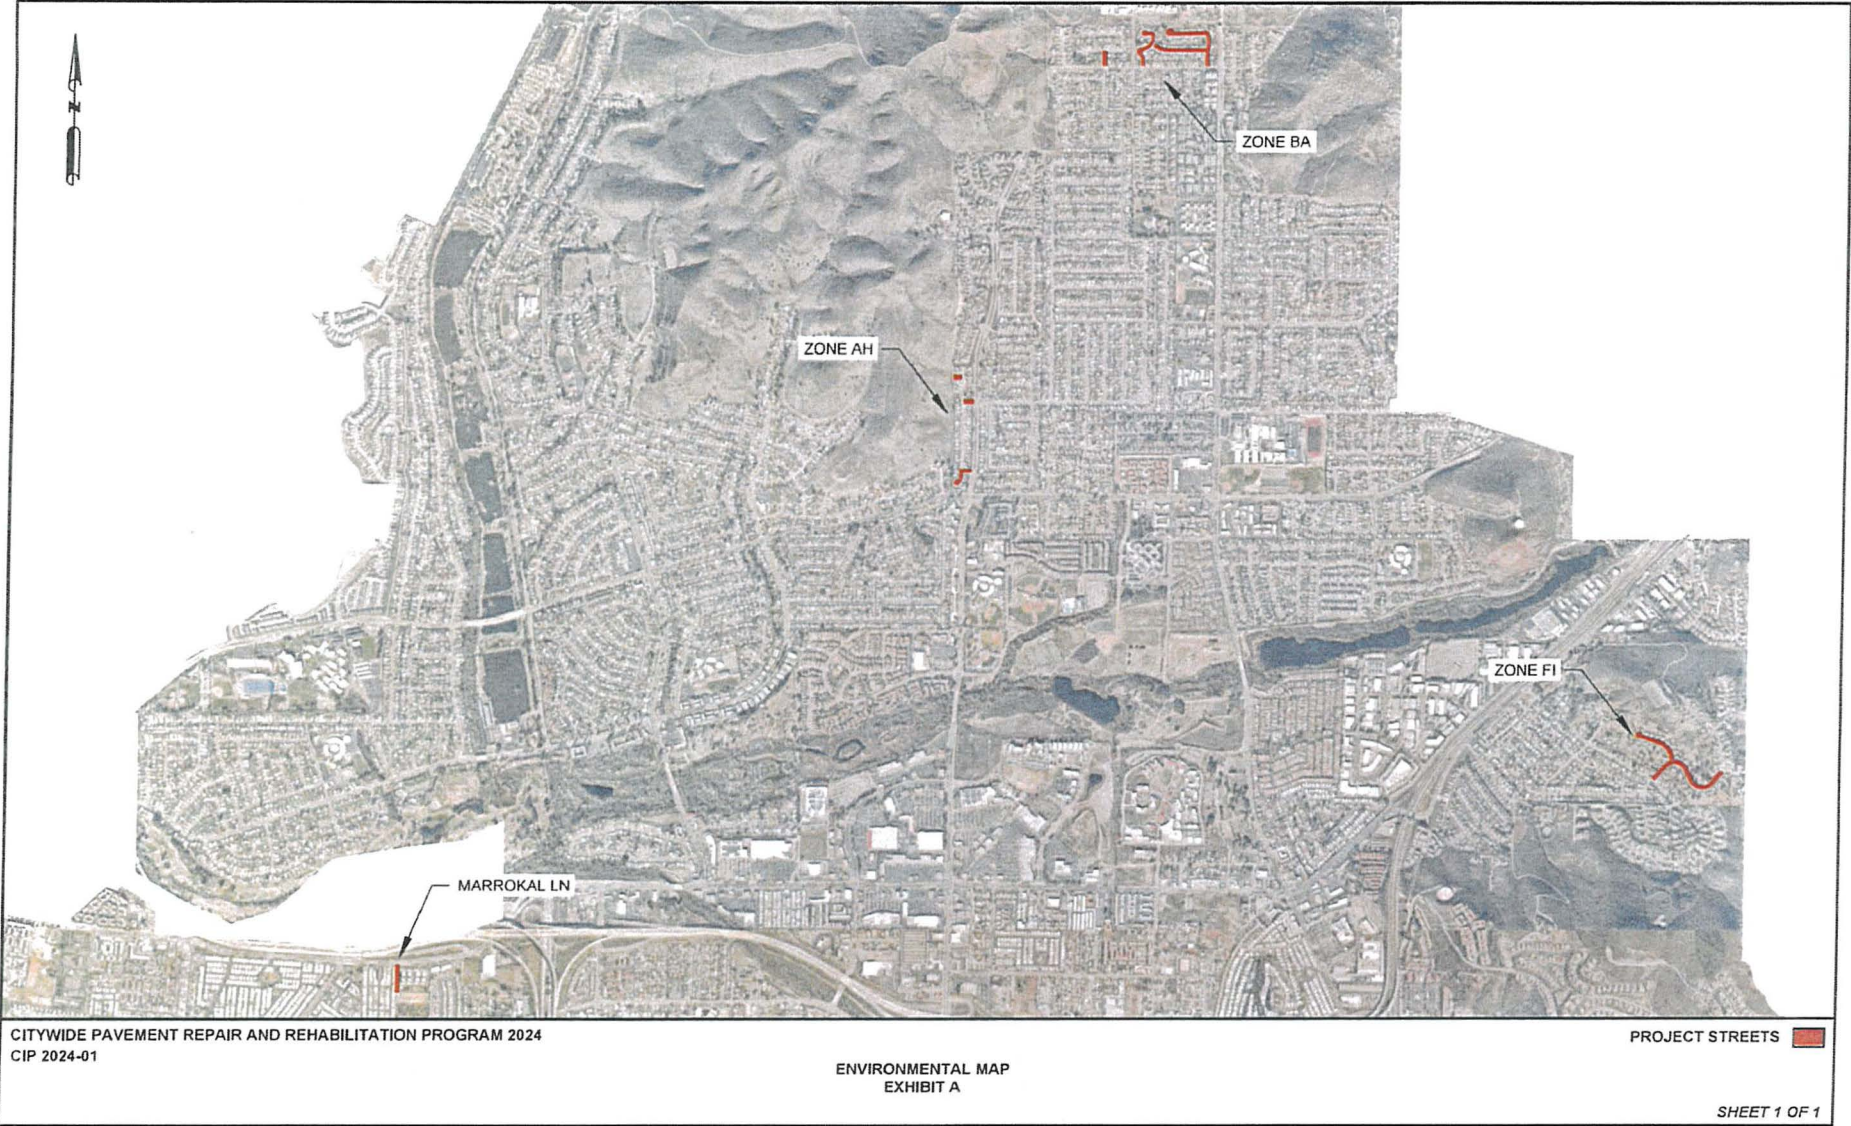 N
ZONE BA
ZONE AH
ZONE FI
MARROKAL LN
CITYWIDE PAVEMENT REPAIR AND REHABILITATION PROGRAM 2024
CIP 2024-01
PROJECT STREETS
ENVIRONMENTAL MAP
EXHIBIT A
SHEET 1 OF 1